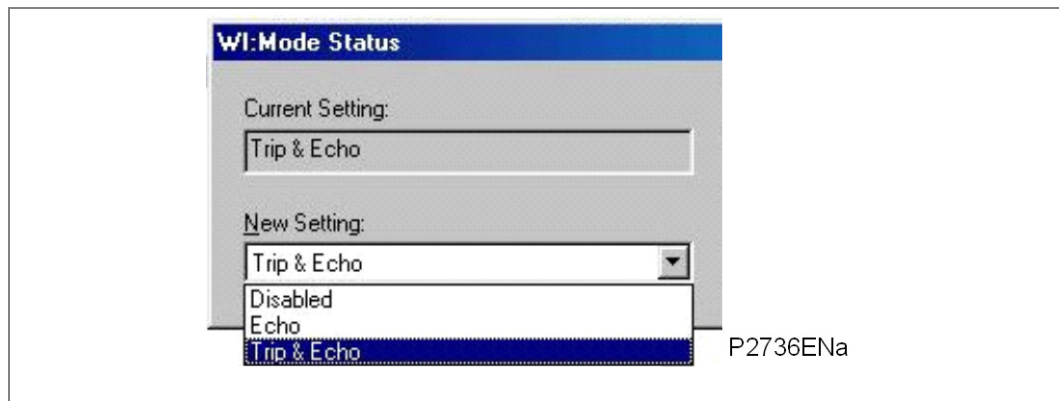 WI:Mode Status
Current Setting:
Trip & Echo
New Setting:
Trip & Echo
Disabled
Echo
Trip & Echo
P2736ENa